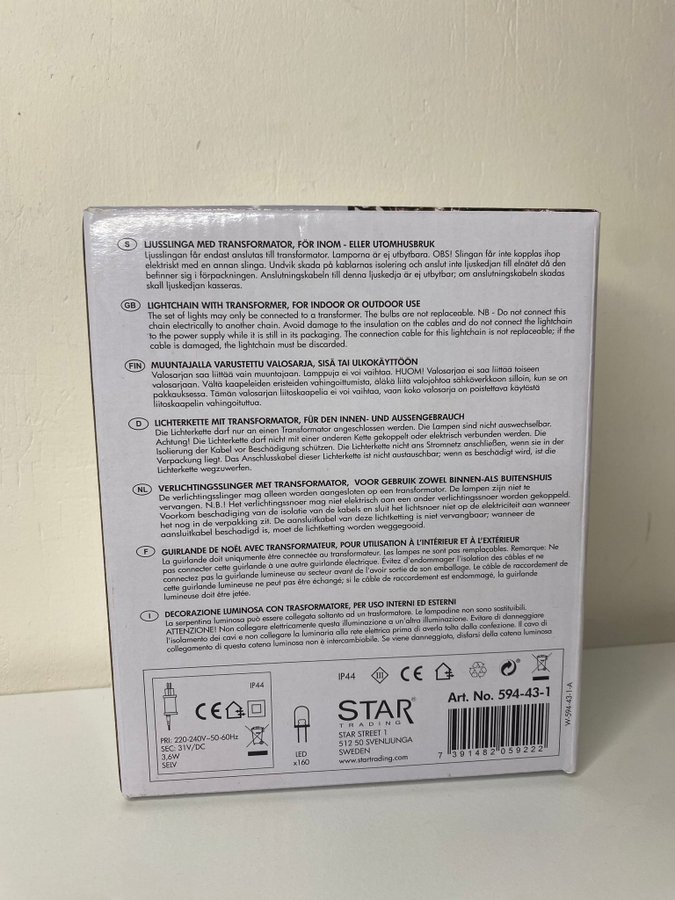 S LJUSSLINGA MED TRANSFORMATOR, FÖR INOM - ELLER UTOMHUSBRUK
Ljusslingan får endast anslutas till transformator. Lamporna är ej utbytbara. OBS! Slingan får inte kopplas ihop
elektriskt med en annan slinga. Undvik skada på kablarnas isolering och anslut inte ljuskedjan till elnätet då den
befinner sig i förpackningen. Anslutningskabeln till denna ljuskedja är ej utbytbar; om anslutningskabeln skadas
skall ljuskedjan kasseras.
GB LIGHTCHAIN WITH TRANSFORMER, FOR INDOOR OR OUTDOOR USE
The set of lights may only be connected to a transformer. The bulbs are not replaceable. NB - Do not connect this
chain electrically to another chain. Avoid damage to the insulation on the cables and do not connect the lightchain
to the power supply while it is still in its packaging. The connection cable for this lightchain is not replaceable; if the
cable is damaged, the lightchain must be discarded.
FIN MUUNTAJALLA VARUSTETTU VALOSARJA, SISÄ TAI ULKOKÄYTTÖÖN
Valosarjan saa liittää vain muuntajaan. Lamppuja ei voi vaihtaa. HUOM! Valosarjaa ei saa liittää toiseen
valosarjaan. Vältä kaapeleiden eristeiden vahingoittumista, äläkä liitä valojohtoa sähköverkkoon silloin, kun se on
pakkauksessa. Tämän valosarjan liitoskaapelia ei voi vaihtaa, vaan koko valosarja on poistettava käytöstä
liitoskaapelin vahingoituttua.
D LICHTERKETTE MIT TRANSFORMATOR, FÜR DEN INNEN- UND AUSSENGEBRAUCH
Die Lichterkette darf nur an einen Transformator angeschlossen werden. Die Lampen sind nicht auswechselbar.
Achtung! Die Lichterkette darf nicht mit einer anderen Kette gekoppelt oder elektrisch verbunden werden. Die
Isolierung der Kabel vor Beschädigung schützen. Die Lichterkette nicht ans Stromnetz anschließen, wenn sie in der
Verpackung liegt. Das Anschlusskabel dieser Lichterkette ist nicht austauschbar; wenn es beschädigt wird, ist die
Lichterkette wegzuwerfen.
NL VERLICHTINGSSLINGER MET TRANSFORMATOR, VOOR GEBRUIK ZOWEL BINNEN-ALS BUITENSHUIS
De verlichtingsslinger mag alleen worden aangesloten op een transformator. De lampen zijn niet te
vervangen. N.B.! Het verlichtingssnoer mag niet elektrisch aan een ander verlichtingssnoer worden gekoppeld.
Voorkom beschadiging van de isolatie van de kabels en sluit het lichtsnoer niet op de elektriciteit aan wanneer
het nog in de verpakking zit. De aansluitkabel van deze lichtketting is niet vervangbaar; wanneer de
aansluitkabel beschadigd is, moet de lichtketting worden weggegooid.
F GUIRLANDE DE NOËL AVEC TRANSFORMATEUR, POUR UTILISATION À L'INTÉRIEUR ET À L'EXTÉRIEUR
La guirlande doit uniqumente être connectée au transformateur. Les lampes ne sont pas remplaçables. Remarque: Ne
pas connecter cette guirlande à une autre guirlande électrique. Évitez d'endommager l'isolation des câbles et ne
connectez pas la guirlande lumineuse au secteur avant de l'avoir sortie de son emballage. Le câble de raccordement de
cette guirlande lumineuse ne peut pas être échangé; si le câble de raccordement est endommagé, la guirlande
lumineuse doit être jetée.
I DECORAZIONE LUMINOSA CON TRASFORMATORE, PER USO INTERNI ED ESTERNI
La serpentina luminosa può essere collegata soltanto ad un trasformatore. Le lampadine non sono sostituibili.
ATTENZIONE! Non collegare elettricamente questa illuminazione a un'altra illuminazione. Evitare di danneggiare
l'isolamento dei cavi e non collegare la luminaria alla rete elettrica prima di averla tolta dalla confezione. Il cavo di
collegamento di questa catena luminosa non è intercambiabile. Se viene danneggiato, disfarsi della catena luminosa
IP44
CE
PRI: 220-240V~50-60Hz
SEC: 31V/DC
3,6W
SELV
LED
x160
IP44 III CE
STAR
TRADING
STAR STREET 1
512 50 SVENLJUNGA
SWEDEN
www.startrading.com
Art. No. 594-43-1
7 391482 059222
W-594-43-1-A